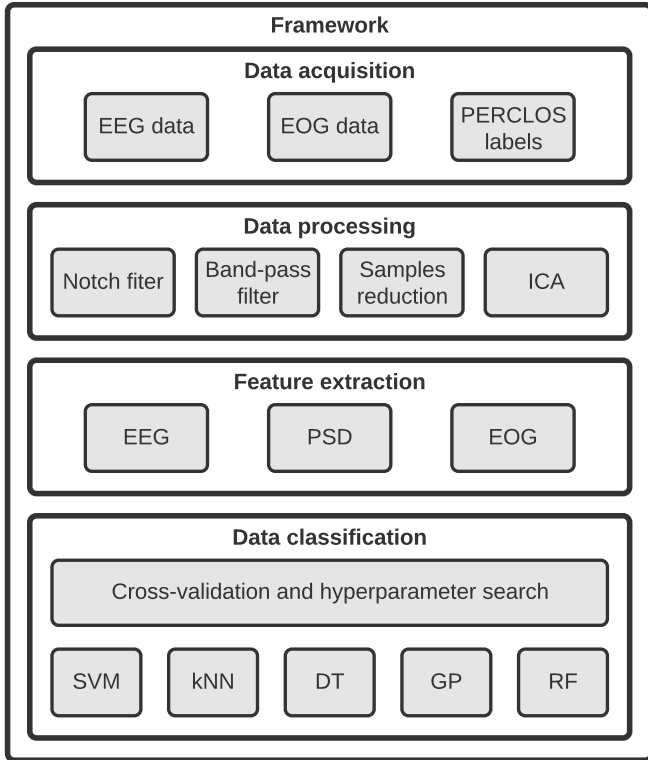 Framework
Data acquisition
EEG data
EOG data
PERCLOS
labels
Data processing
Notch fiter
Band-pass
filter
Samples
reduction
ICA
Feature extraction
EEG
PSD
EOG
Data classification
Cross-validation and hyperparameter search
SVM
kNN
DT
GP
RF